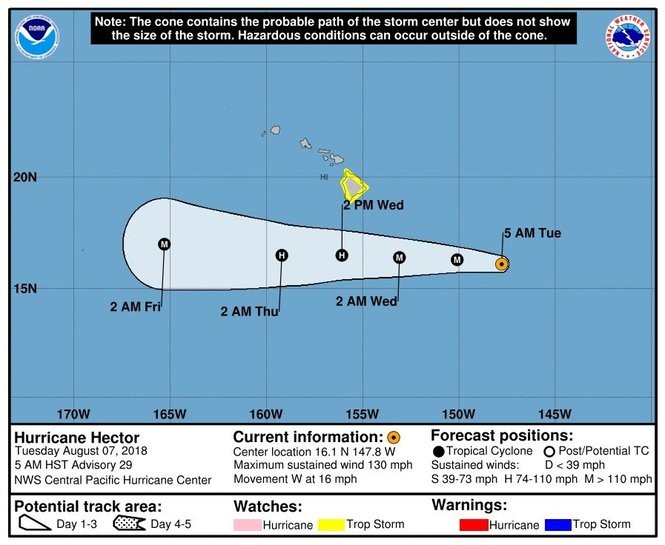 Note: The cone contains the probable path of the storm center but does not show
the size of the storm. Hazardous conditions can occur outside of the cone.
NOAA
NATIONAL WEATHER SERVICE
HI
20N
2 PM Wed
5 AM Tue
M
H
H
M
M
15N
2 AM Fri
2 AM Thu
2 AM Wed
170W 165W 160W 155W 150W 145W
Hurricane Hector
Tuesday August 07, 2018
5 AM HST Advisory 29
NWS Central Pacific Hurricane Center
Current information:
Center location 16.1 N 147.8 W
Maximum sustained wind 130 mph
Movement W at 16 mph
Forecast positions:
Tropical Cyclone Post/Potential TC
Sustained winds: D < 39 mph
S 39-73 mph H 74-110 mph M > 110 mph
Potential track area:
Day 1-3 Day 4-5
Watches:
Hurricane Trop Storm
Warnings:
Hurricane Trop Storm